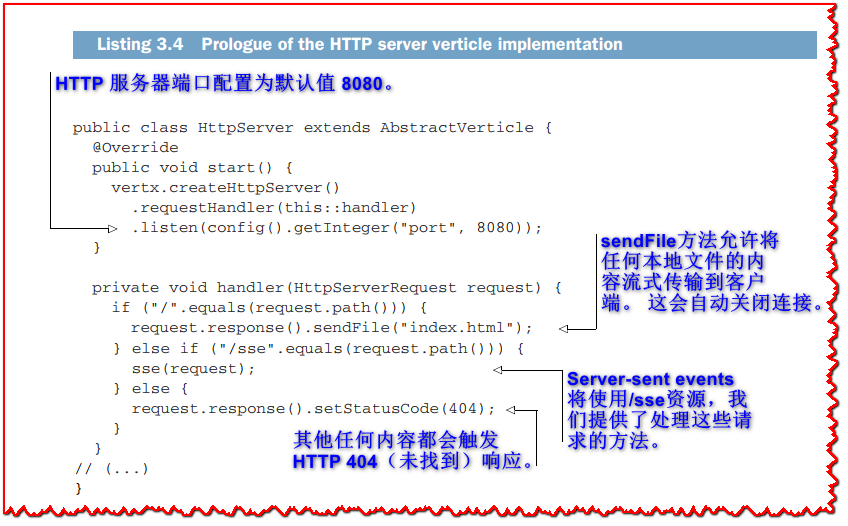 Listing 3.4 Prologue of the HTTP server verticle implementation
HTTP 服务器端口配置为默认值 8080。
public class HttpServer extends AbstractVerticle {
@Override
public void start() {
vertx.createHttpServer()
.requestHandler(this::handler)
.listen(config().getInteger("port", 8080));
}
sendFile方法允许将
任何本地文件的内
容流式传输到客户
端。 这会自动关闭连接。
private void handler(HttpServerRequest request) {
if ("/".equals(request.path())) {
request.response().sendFile("index.html");
} else if ("/sse".equals(request.path())) {
sse(request);
} else {
request.response().setStatusCode(404);
}
}
// (...)
}
Server-sent events
将使用/sse资源，我
们提供了处理这些请
求的方法。
其他任何内容都会触发
HTTP 404（未找到）响应。